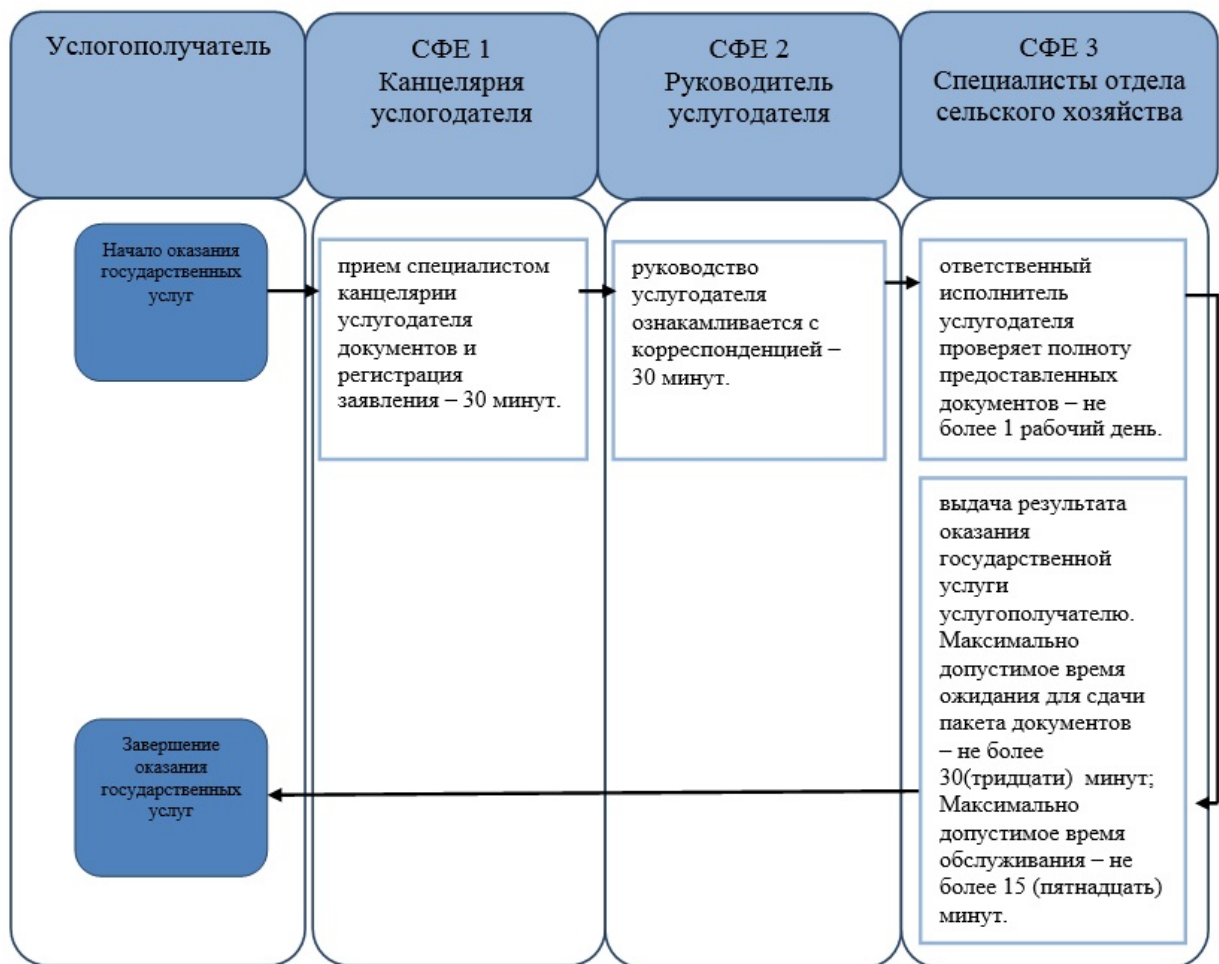 Услогополучатель
СФЕ 1
Канцелярия
услогодателя
СФЕ 2
Руководитель
услугодателя
СФЕ 3
Специалисты отдела
сельского хозяйства
Начало оказания
государственных
услуг
прием специалистом
канцелярии
услугодателя
документов и
регистрация
заявления – 30 минут.
руководство
услугодателя
ознакамливается с
корреспонденцией –
30 минут.
ответственный
исполнитель
услугодателя
проверяет полноту
предоставленных
документов – не
более 1 рабочий день.
выдача результата
оказания
государственной
услуги
услугополучателю.
Максимально
допустимое время
ожидания для сдачи
пакета документов
– не более
30(тридцати) минут;
Максимально
допустимое время
обслуживания – не
более 15 (пятнадцать)
минут.
Завершение
оказания
государственных
услуг